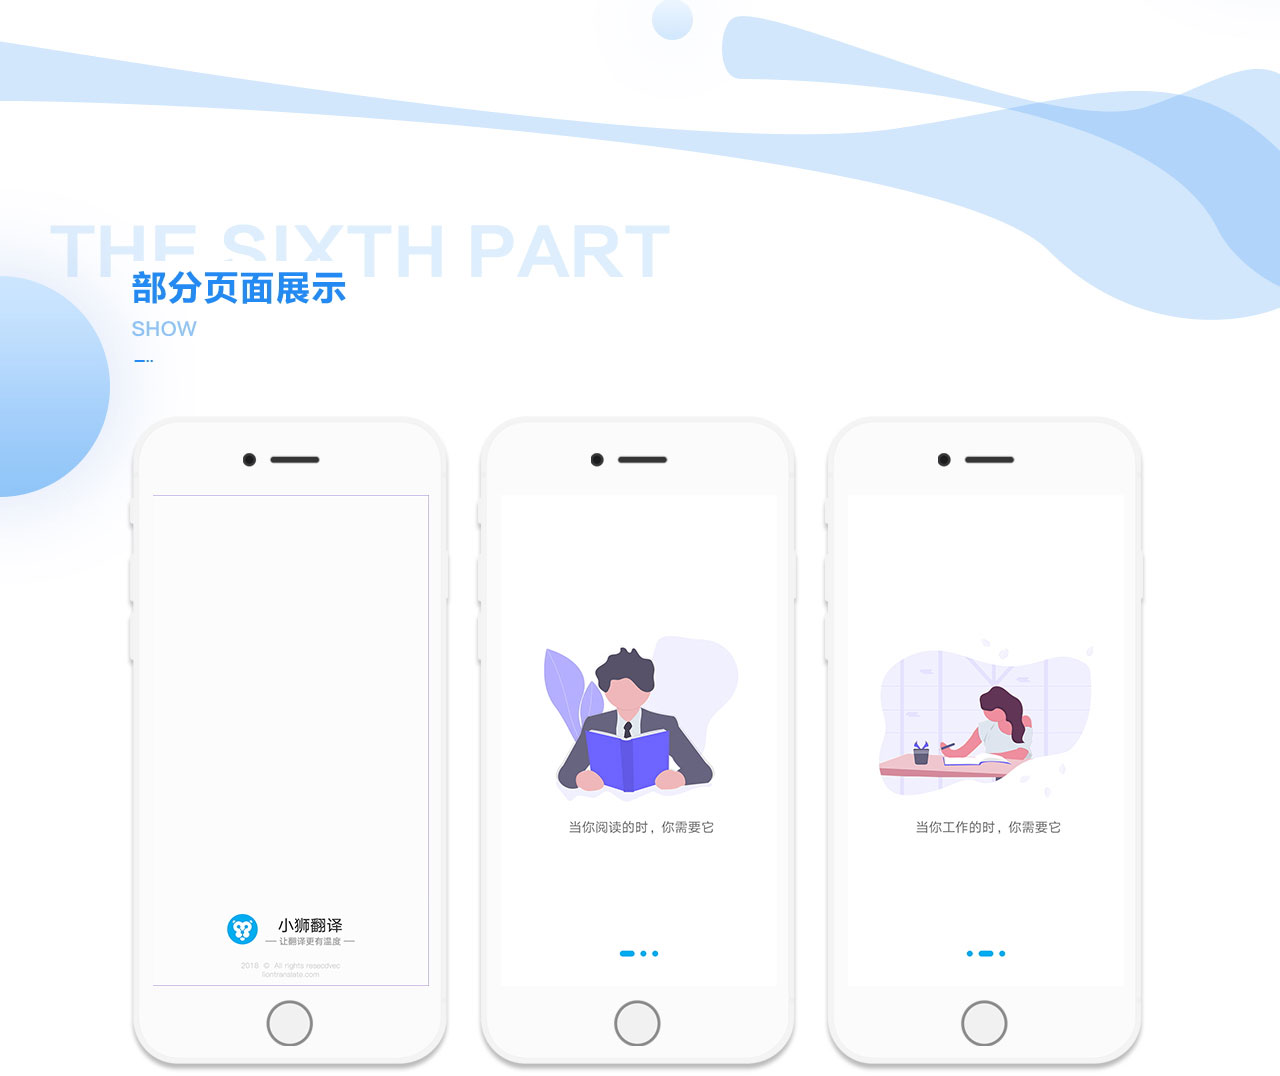 THE SIXTH PART
部分页面展示
SHOW
小狮翻译
让翻译更有温度
2018 © All rights resecdvec
liontranslate.com
当你阅读的时，你需要它
当你工作的时，你需要它